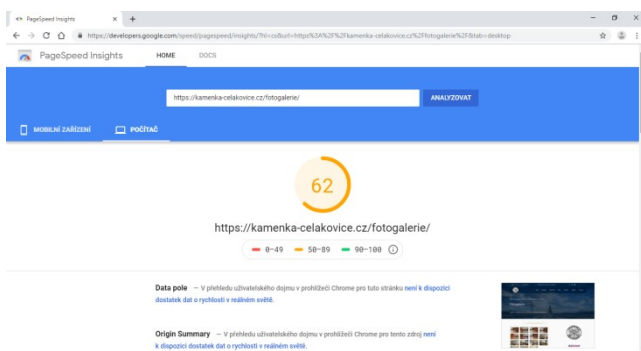 PageSpeed Insights
https://developers.google.com/speed/pagespeed/insights/?hl=cs&url=https%3A%2F%2Fkamenka-celakovice.cz%2Ffotogalerie%2F&tab=desktop
PageSpeed Insights HOME DOCS
https://kamenka-celakovice.cz/fotogalerie/ ANALYZOVAT
MOBILNÍ ZAŘÍZENÍ POČÍTAČ
62
https://kamenka-celakovice.cz/fotogalerie/
0–49 50–89 90–100
Data pole — V přehledu uživatelského dojmu v prohlížeči Chrome pro tuto stránku není k dispozici
dostatek dat o rychlosti v reálném světě.
Origin Summary — V přehledu uživatelského dojmu v prohlížeči Chrome pro tento zdroj není
k dispozici dostatek dat o rychlosti v reálném světě.